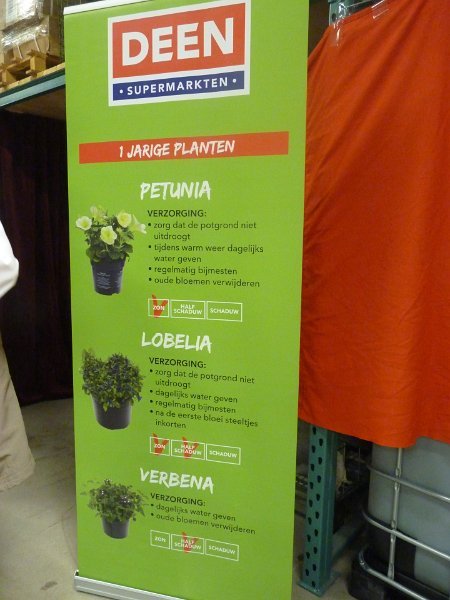 DEEN
• SUPERMARKTEN •
1 JARIGE PLANTEN
PETUNIA
VERZORGING:
• zorg dat de potgrond niet
uitdroogt
• tijdens warm weer dagelijks
water geven
• regelmatig bijmesten
• oude bloemen verwijderen
ZON HALF SCHADUW SCHADUW
LOBELIA
VERZORGING:
• zorg dat de potgrond niet
uitdroogt
• dagelijks water geven
• regelmatig bijmesten
• na de eerste bloei steeltjes
inkorten
ZON HALF SCHADUW SCHADUW
VERBENA
VERZORGING:
• dagelijks water geven
• oude bloemen verwijderen
ZON HALF SCHADUW SCHADUW